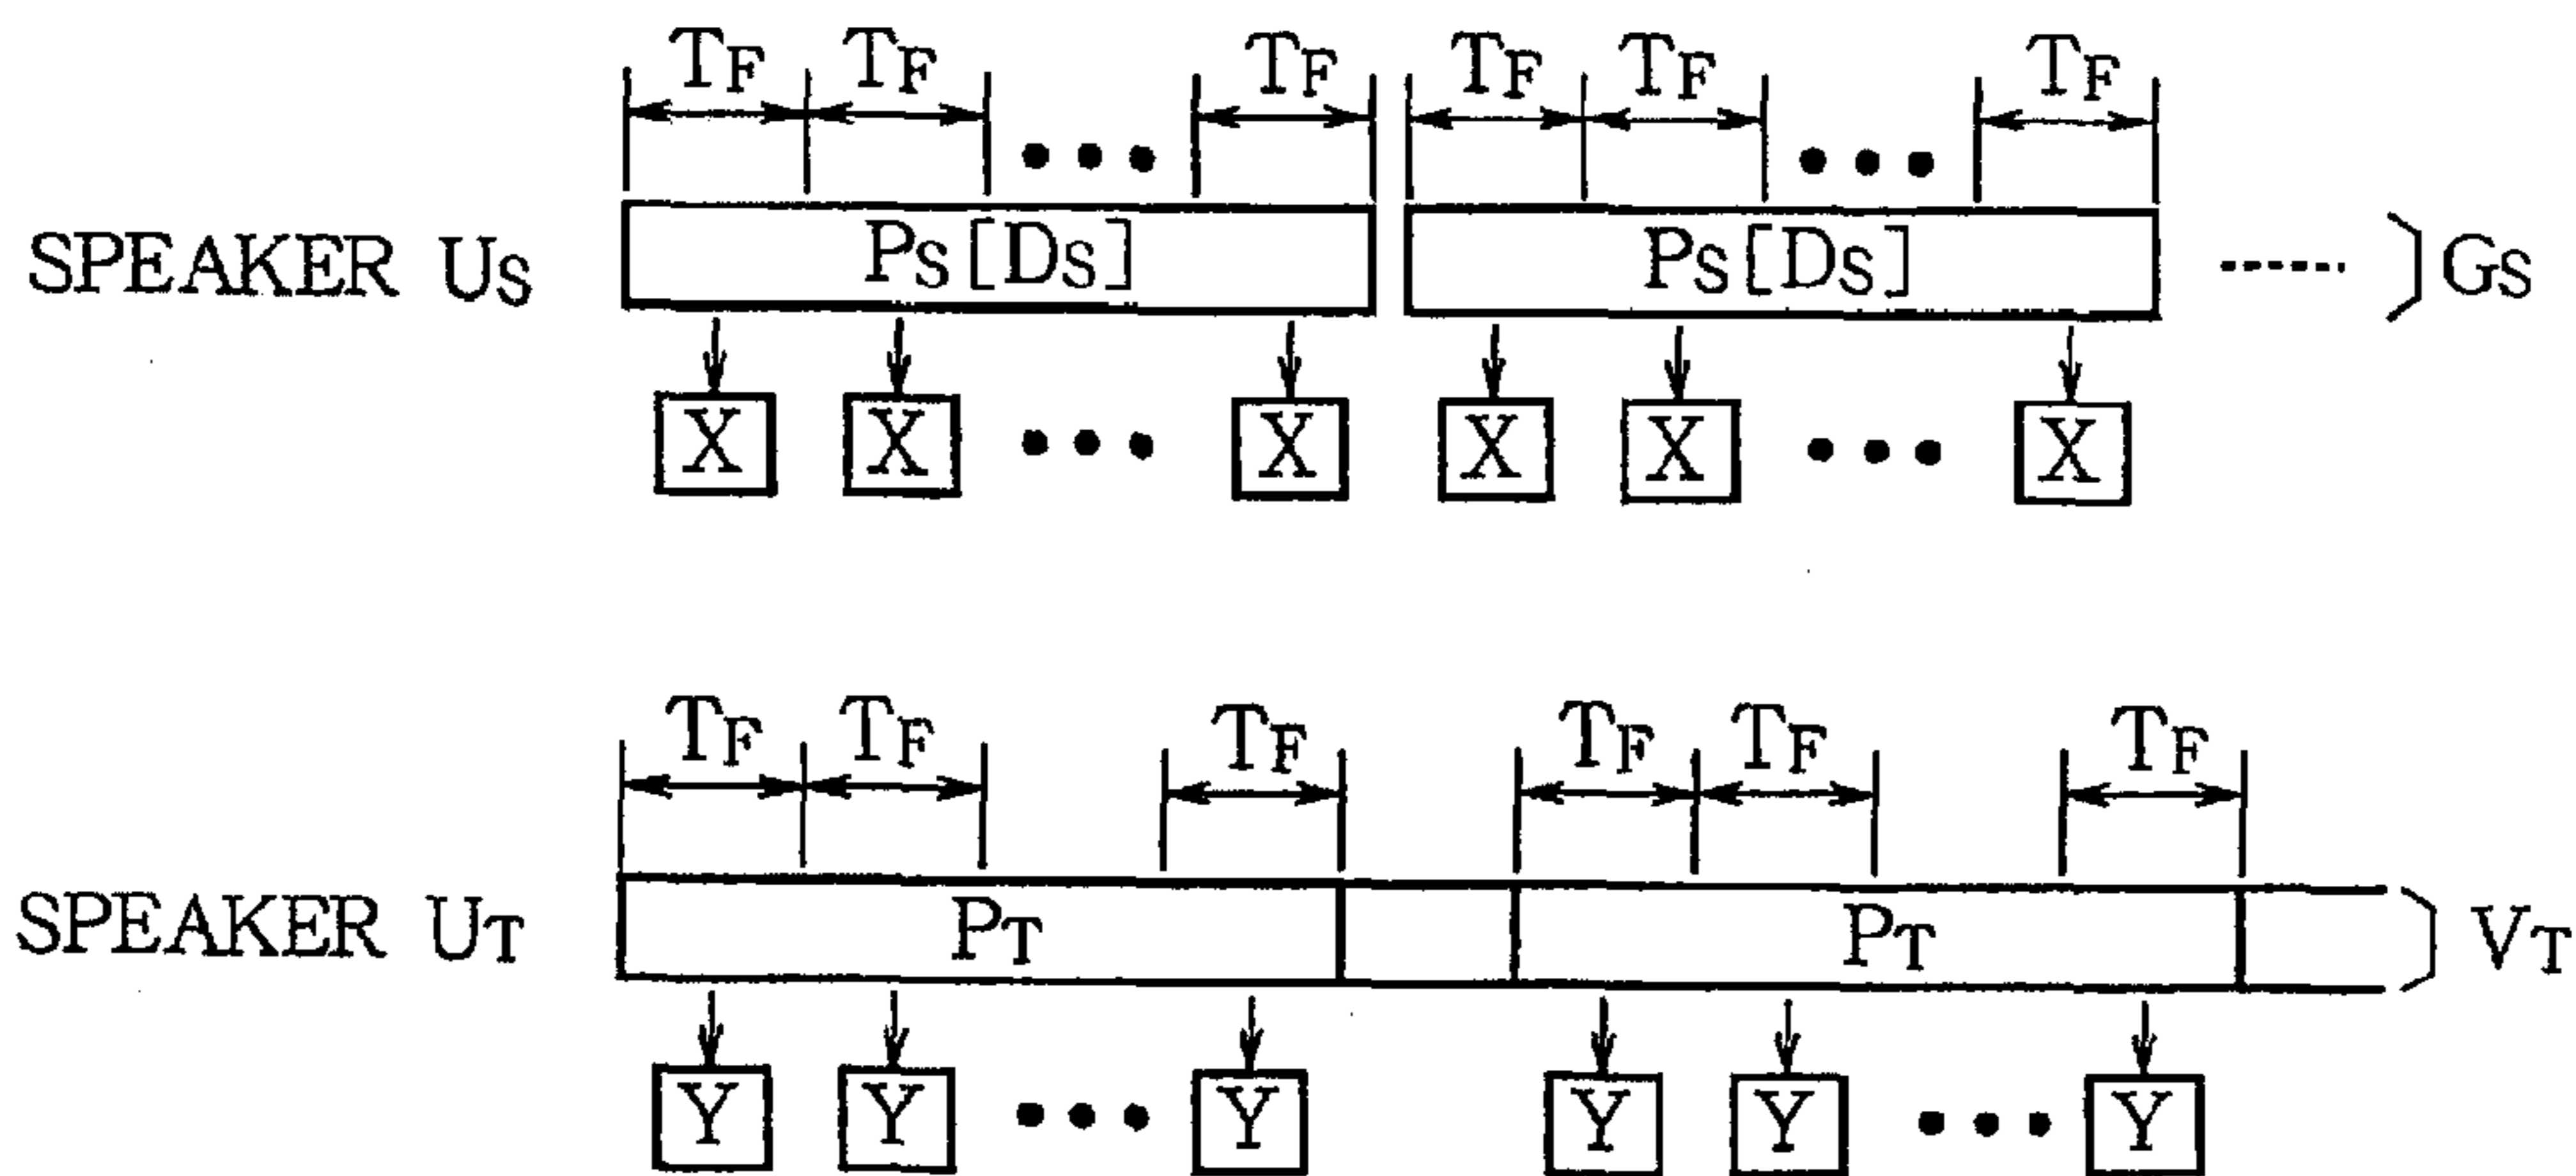 TF TF TF TF TF TF
SPEAKER US PS[DS] PS[DS] GS
X X X X X X
TF TF TF TF TF TF
SPEAKER UT PT PT VT
Y Y Y Y Y Y